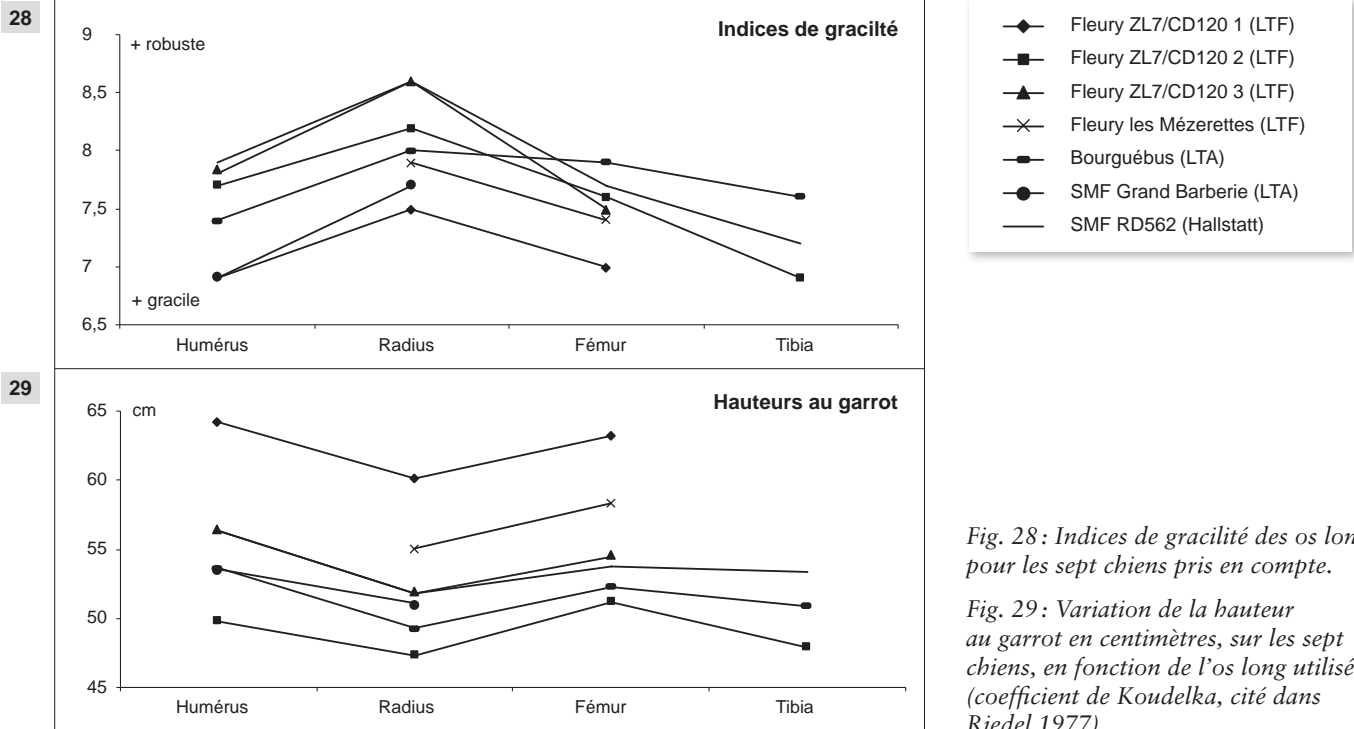 28
Indices de gracilté
+ robuste
9
8,5
8
7,5
7
6,5
+ gracile
Humérus Radius Fémur Tibia
Fleury ZL7/CD120 1 (LTF)
Fleury ZL7/CD120 2 (LTF)
Fleury ZL7/CD120 3 (LTF)
Fleury les Mézerettes (LTF)
Bourguébus (LTA)
SMF Grand Barberie (LTA)
SMF RD562 (Hallstatt)
29
Hauteurs au garrot
cm
65
60
55
50
45
Humérus Radius Fémur Tibia
Fig. 28 : Indices de gracilité des os lon
pour les sept chiens pris en compte.
Fig. 29 : Variation de la hauteur
au garrot en centimètres, sur les sept
chiens, en fonction de l’os long utilisé
(coefficient de Koudelka, cité dans
Riedel 1977)